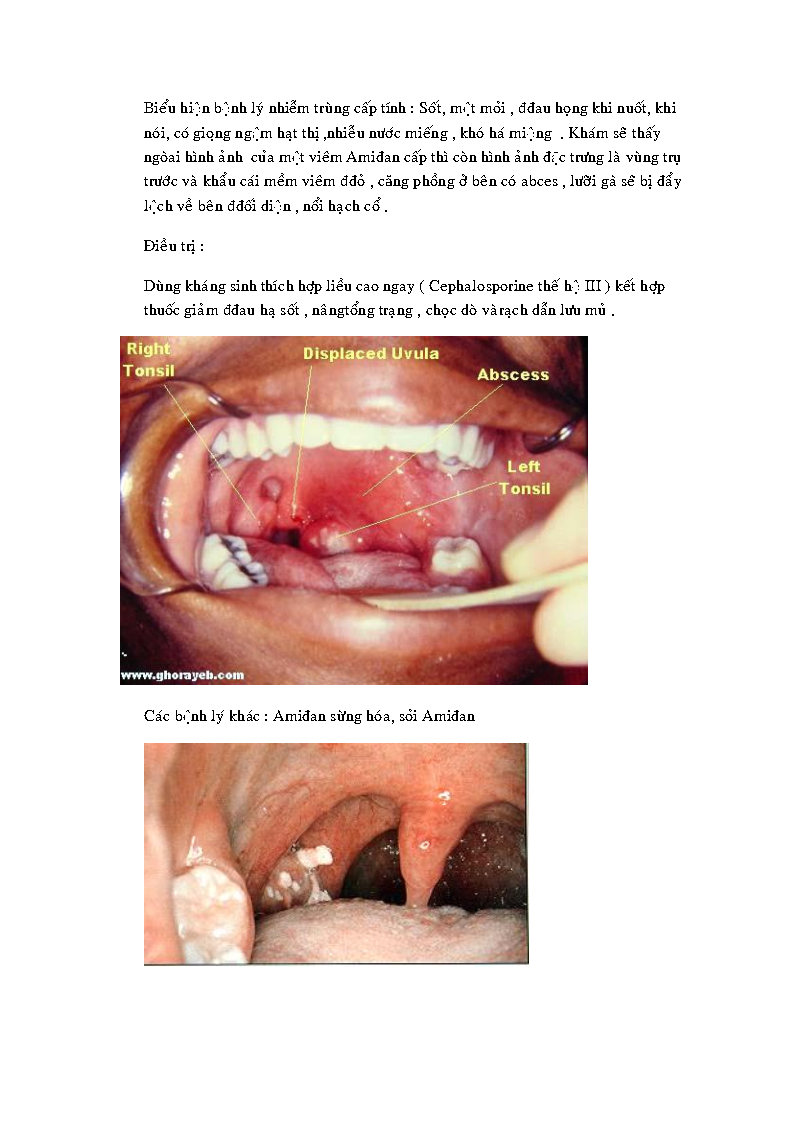 Biểu hiện bệnh lý nhiễm trùng cấp tính : Sốt, mệt mỏi , đđau họng khi nuốt, khi
nói, có giọng ngậm hạt thị ,nhiễu nước miếng , khó há miệng . Khám sẽ thấy
ngòai hình ảnh của một viêm Amiđan cấp thì còn hình ảnh đặc trưng là vùng trụ
trước và khẩu cái mềm viêm đđỏ , căng phồng ở bên có abces , lưỡi gà sẽ bị đẩy
lệch về bên đđối diện , nổi hạch cổ .
Điều trị :
Dùng kháng sinh thích hợp liều cao ngay ( Cephalosporine thế hệ III ) kết hợp
thuốc giảm đđau hạ sốt , nângtổng trạng , chọc dò vàrạch dẫn lưu mủ .
Right
Tonsil
Displaced Uvula
Abscess
Left
Tonsil
www.ghorayeb.com
Các bệnh lý khác : Amiđan sừng hóa, sỏi Amiđan